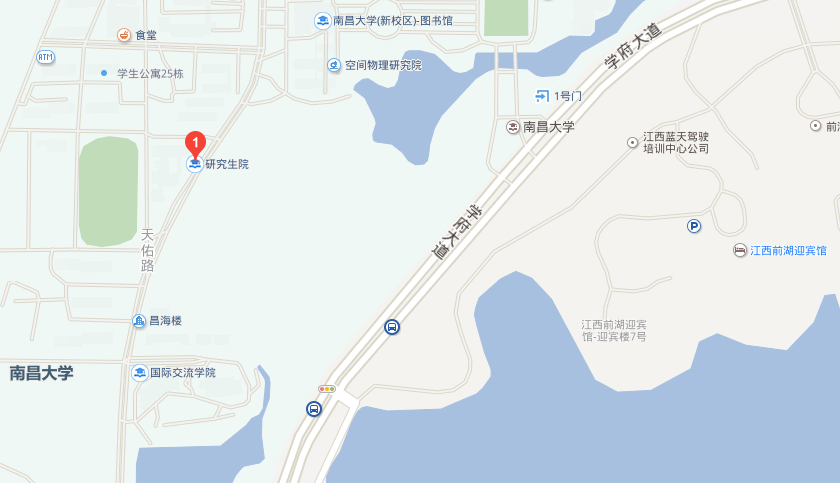 南昌大学(新校区)-图书馆
食堂
ATM
学生公寓25栋
空间物理研究院
学府大道
1号门
南昌大学
江西蓝天驾驶
培训中心公司
前
1
研究生院
天佑路
学府大道
P
江西前湖迎宾馆
昌海楼
江西前湖迎宾
馆-迎宾楼7号
南昌大学
国际交流学院